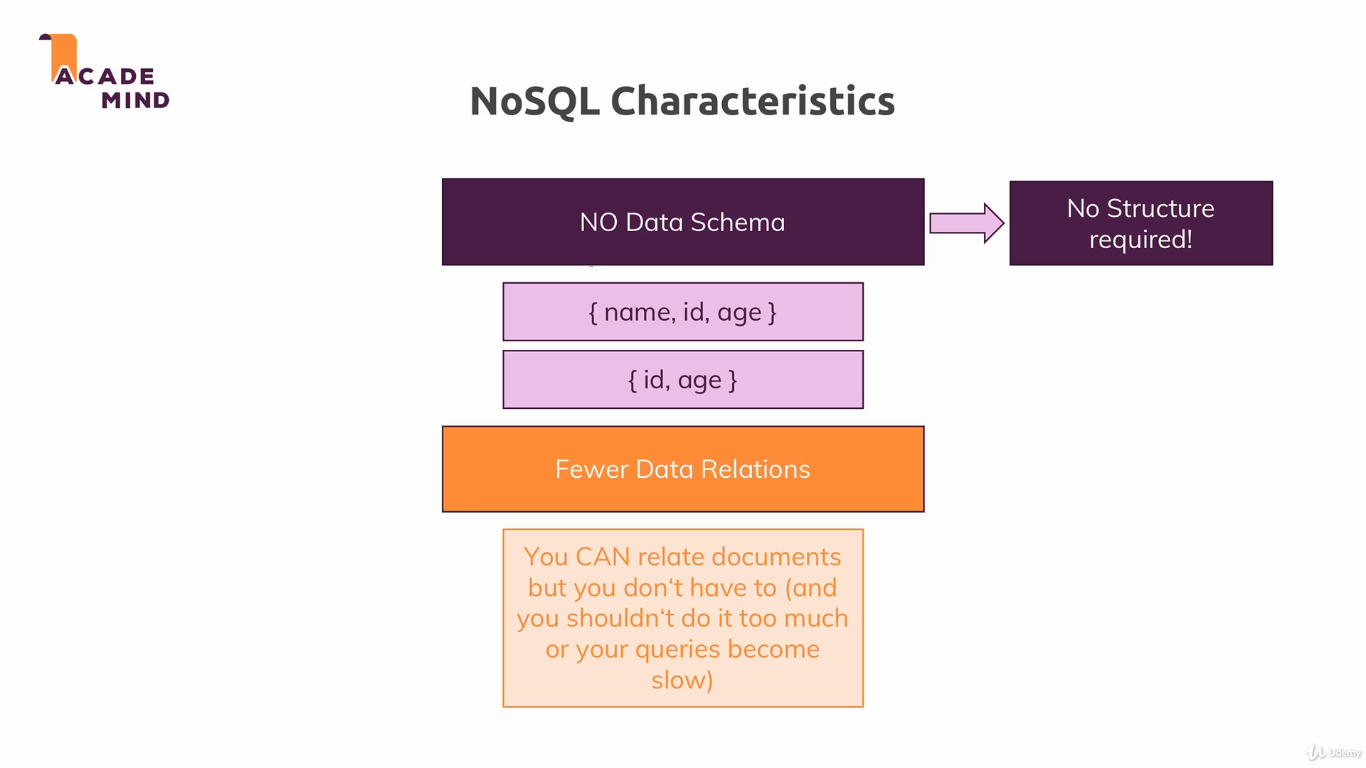 ACADE
MIND
NoSQL Characteristics
NO Data Schema
No Structure
required!
{ name, id, age }
{ id, age }
Fewer Data Relations
You CAN relate documents
but you don‘t have to (and
you shouldn‘t do it too much
or your queries become
slow)
Udemy